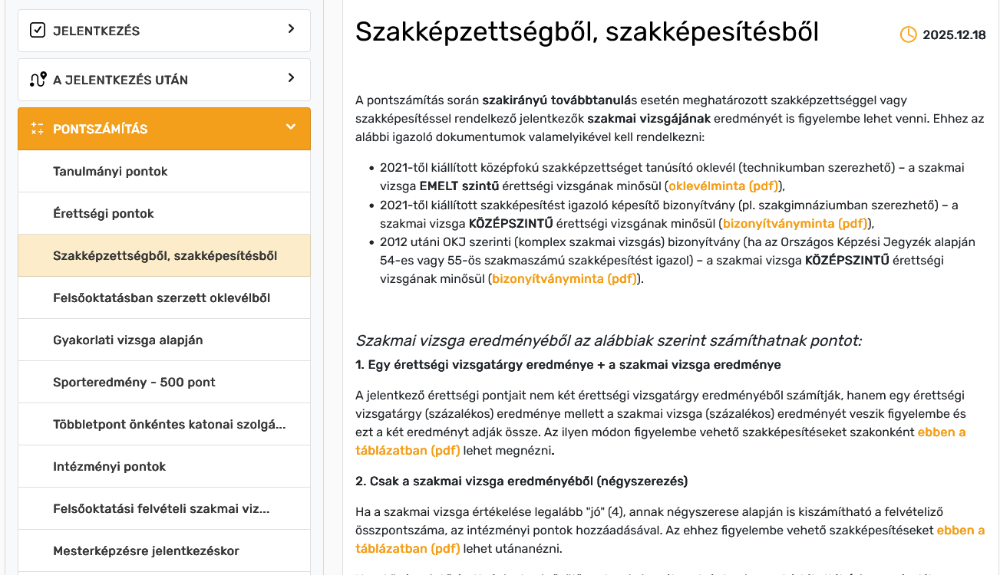 JELENTKEZÉS
A JELENTKEZÉS UTÁN
PONTSZÁMÍTÁS
Tanulmányi pontok
Érettségi pontok
Szakképzettségből, szakképesítésből
Felsőoktatásban szerzett oklevélből
Gyakorlati vizsga alapján
Sporteredmény - 500 pont
Többletpont önkéntes katonai szolgá...
Intézményi pontok
Felsőoktatási felvételi szakmai viz...
Mesterképzésre jelentkezéskor
Szakképzettségből, szakképesítésből
2025.12.18
A pontszámítás során szakirányú továbbtanulás esetén meghatározott szakképzettséggel vagy
szakképesítéssel rendelkező jelentkezők szakmai vizsgájának eredményét is figyelembe lehet venni. Ehhez az
alábbi igazoló dokumentumok valamelyikével kell rendelkezni:
• 2021-től kiállított középfokú szakképzettséget tanúsító oklevél (technikumban szerezhető) – a szakmai
vizsga EMELT szintű érettségi vizsgának minősül (oklevélminta (pdf)),
• 2021-től kiállított szakképesítést igazoló képesítő bizonyítvány (pl. szakgimnáziumban szerezhető) – a
szakmai vizsga KÖZÉPSZINTŰ érettségi vizsgának minősül (bizonyítványminta (pdf)),
• 2012 utáni OKJ szerinti (komplex szakmai vizsgás) bizonyítvány (ha az Országos Képzési Jegyzék alapján
54-es vagy 55-ös szakmaszámú szakképesítést igazol) – a szakmai vizsga KÖZÉPSZINTŰ érettségi
vizsgának minősül (bizonyítványminta (pdf)).
Szakmai vizsga eredményéből az alábbiak szerint számíthatnak pontot:
1. Egy érettségi vizsgatárgy eredménye + a szakmai vizsga eredménye
A jelentkező érettségi pontjait nem két érettségi vizsgatárgy eredményéből számítják, hanem egy érettségi
vizsgatárgy (százalékos) eredménye mellett a szakmai vizsga (százalékos) eredményét veszik figyelembe és
ezt a két eredményt adják össze. Az ilyen módon figyelembe vehető szakképesítéseket szakonként ebben a
táblázatban (pdf) lehet megnézni.
2. Csak a szakmai vizsga eredményéből (négyszerezés)
Ha a szakmai vizsga értékelése legalább "jó" (4), annak négyszerese alapján is kiszámítható a felvételiző
összpontszáma, az intézményi pontok hozzáadásával. Az ehhez figyelembe vehető szakképesítéseket ebben a
táblázatban (pdf) lehet utánanézni.